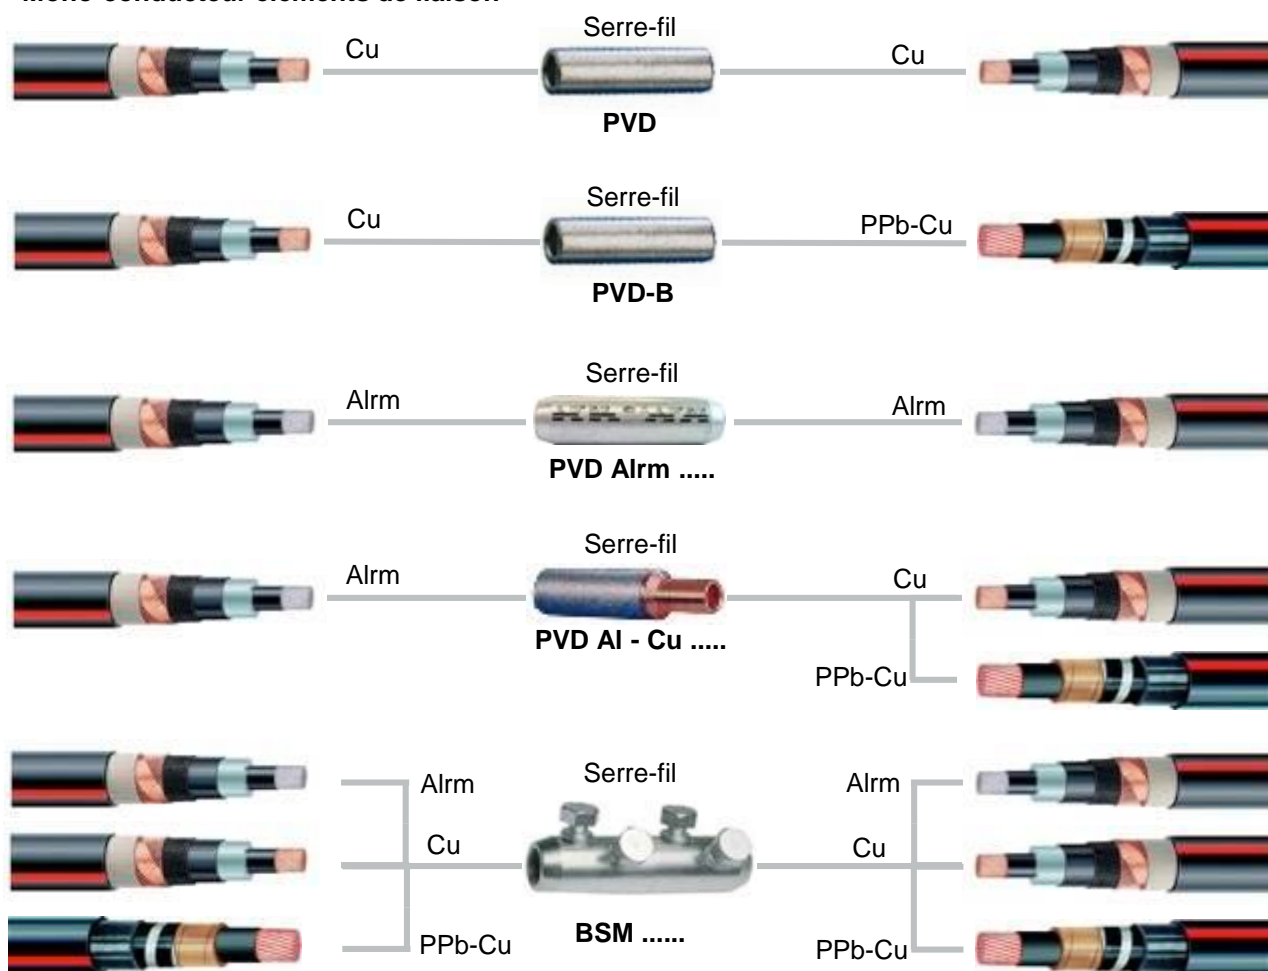 Serre-fil
Cu
Cu
PVD
Serre-fil
Cu
PPb-Cu
PVD-B
Serre-fil
Alrm
Alrm
PVD Alrm .....
Serre-fil
Alrm
Cu
PVD Al - Cu .....
PPb-Cu
Serre-fil
Alrm
Alrm
Cu
Cu
BSM ......
PPb-Cu
PPb-Cu